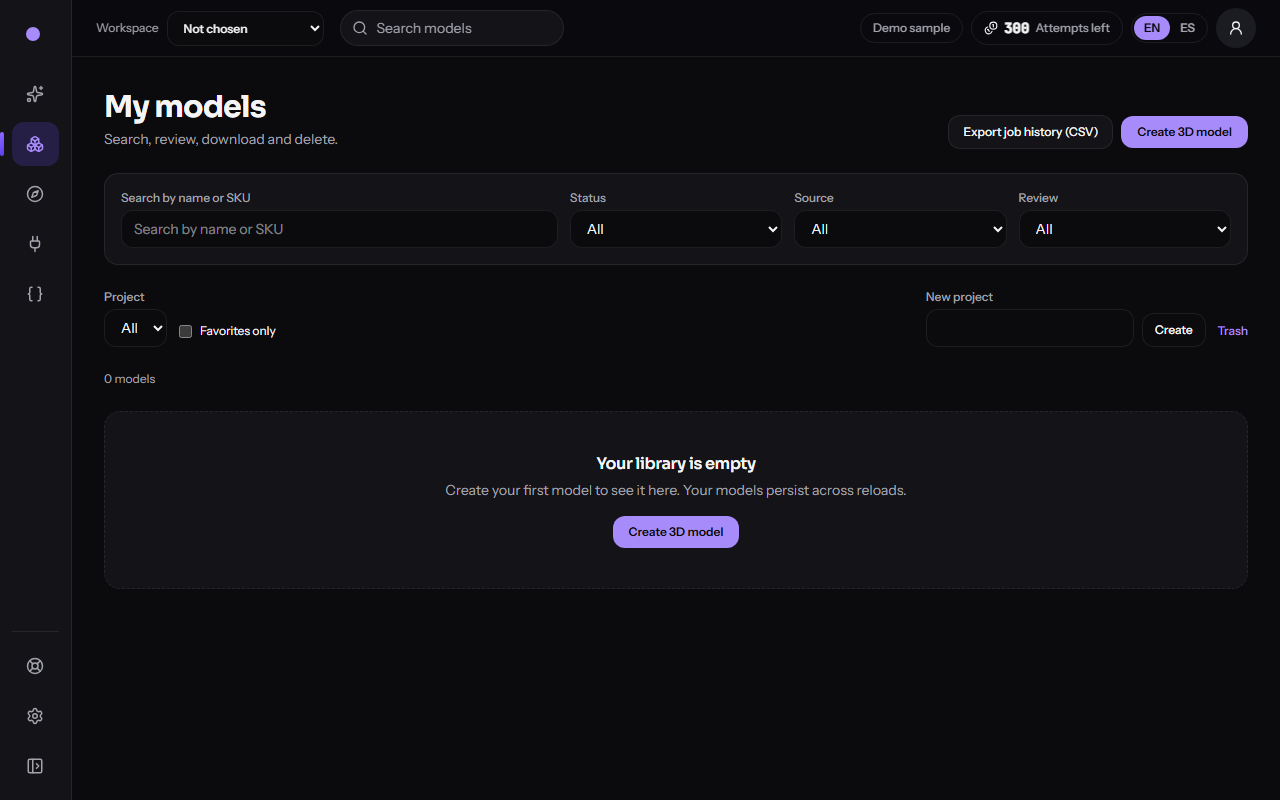 Workspace
Not chosen
Search models
Demo sample
300 Attempts left
EN
ES
My models
Search, review, download and delete.
Export job history (CSV)
Create 3D model
Search by name or SKU
Status
Source
Review
Search by name or SKU
All
All
All
Project
New project
All
Favorites only
Create
Trash
0 models
Your library is empty
Create your first model to see it here. Your models persist across reloads.
Create 3D model